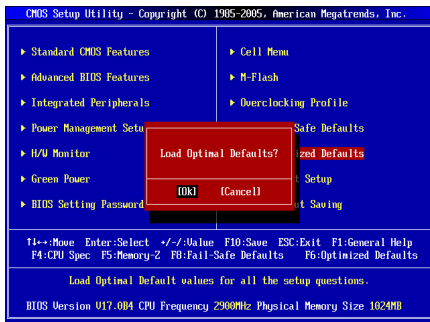 CMOS Setup Utility - Copyright (C) 1985-2005, American Megatrends, Inc.
▶ Standard CMOS Features
▶ Cell Menu
▶ Advanced BIOS Features
▶ M-Flash
▶ Integrated Peripherals
▶ Overclocking Profile
▶ Power Management Setu
Safe Defaults
▶ H/W Monitor
ized Defaults
▶ Green Power
t Setup
▶ BIOS Setting Password
ut Saving
Load Optimal Defaults?
[Ok] [Cancel]
↑↓←→:Move Enter:Select +/-/:Value F10:Save ESC:Exit F1:General Help
F4:CPU Spec F5:Memory-Z F8:Fail-Safe Defaults F6:Optimized Defaults
Load Optimal Default values for all the setup questions.
BIOS Version V17.0B4 CPU Frequency 2900MHz Physical Memory Size 1024MB